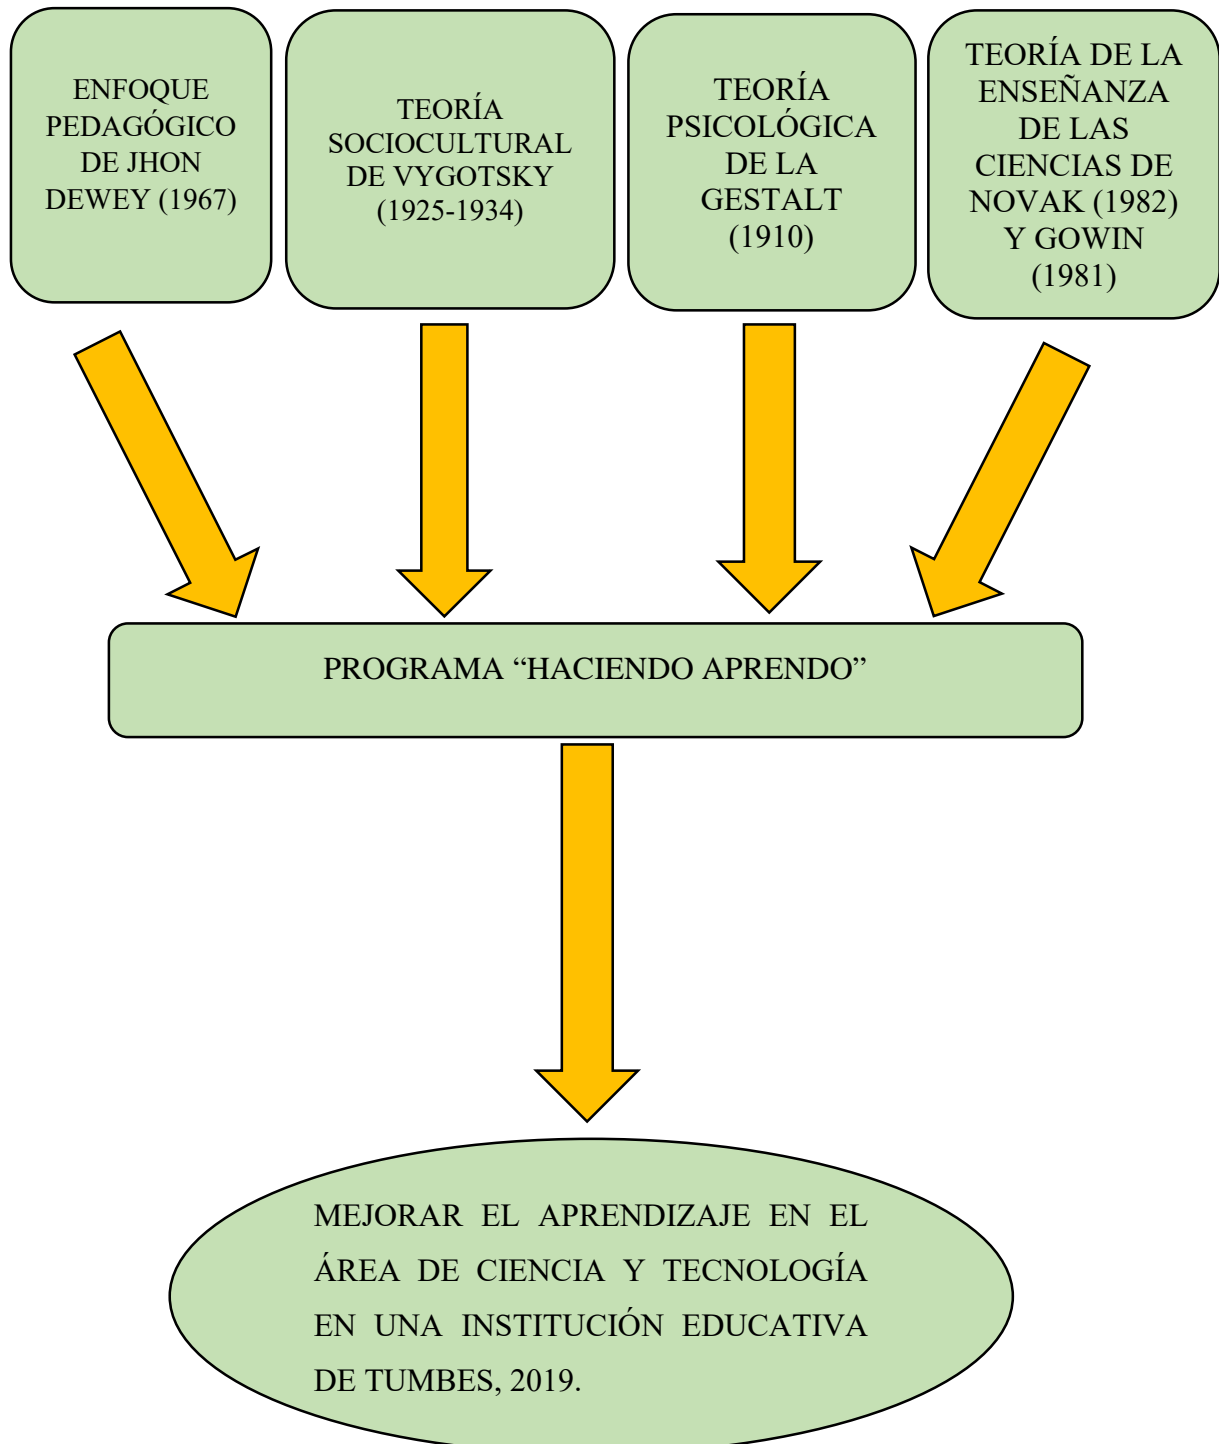 ENFOQUE
PEDAGÓGICO
DE JHON
DEWEY (1967)
TEORÍA
SOCIOCULTURAL
DE VYGOTSKY
(1925-1934)
TEORÍA
PSICOLÓGICA
DE LA
GESTALT
(1910)
TEORÍA DE LA
ENSEÑANZA
DE LAS
CIENCIAS DE
NOVAK (1982)
Y GOWIN
(1981)
PROGRAMA “HACIENDO APRENDO”
MEJORAR EL APRENDIZAJE EN EL
ÁREA DE CIENCIA Y TECNOLOGÍA
EN UNA INSTITUCIÓN EDUCATIVA
DE TUMBES, 2019.